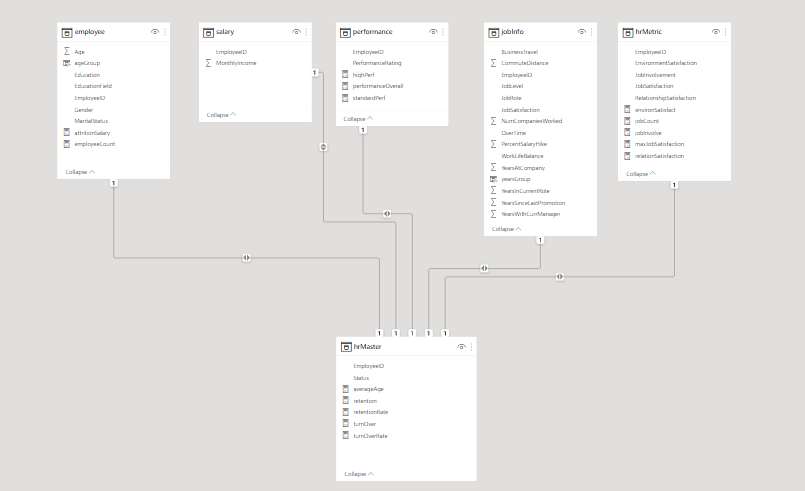 employee
Age
ageGroup
Education
EducationField
EmployeeID
Gender
MaritalStatus
attritionSalary
employeeCount
Collapse
salary
EmployeeID
MonthlyIncome
Collapse
performance
EmployeeID
PerformanceRating
highPerf
performanceOverall
standardPerf
Collapse
jobInfo
BusinessTravel
CommuteDistance
EmployeeID
JobLevel
JobRole
JobSatisfaction
NumCompaniesWorked
OverTime
PercentSalaryHike
WorkLifeBalance
YearsAtCompany
yearsGroup
YearsInCurrentRole
YearsSinceLastPromotion
YearsWithCurrManager
Collapse
hrMetric
EmployeeID
EnvironmentSatisfaction
JobInvolvement
JobSatisfaction
RelationshipSatisfaction
environSatisfact
jobCount
jobInvolve
maxJobSatisfaction
relationSatisfaction
Collapse
1
1
1
1
1
1 1 1 1 1
hrMaster
EmployeeID
Status
averageAge
retention
retentionRate
turnOver
turnOverRate
Collapse